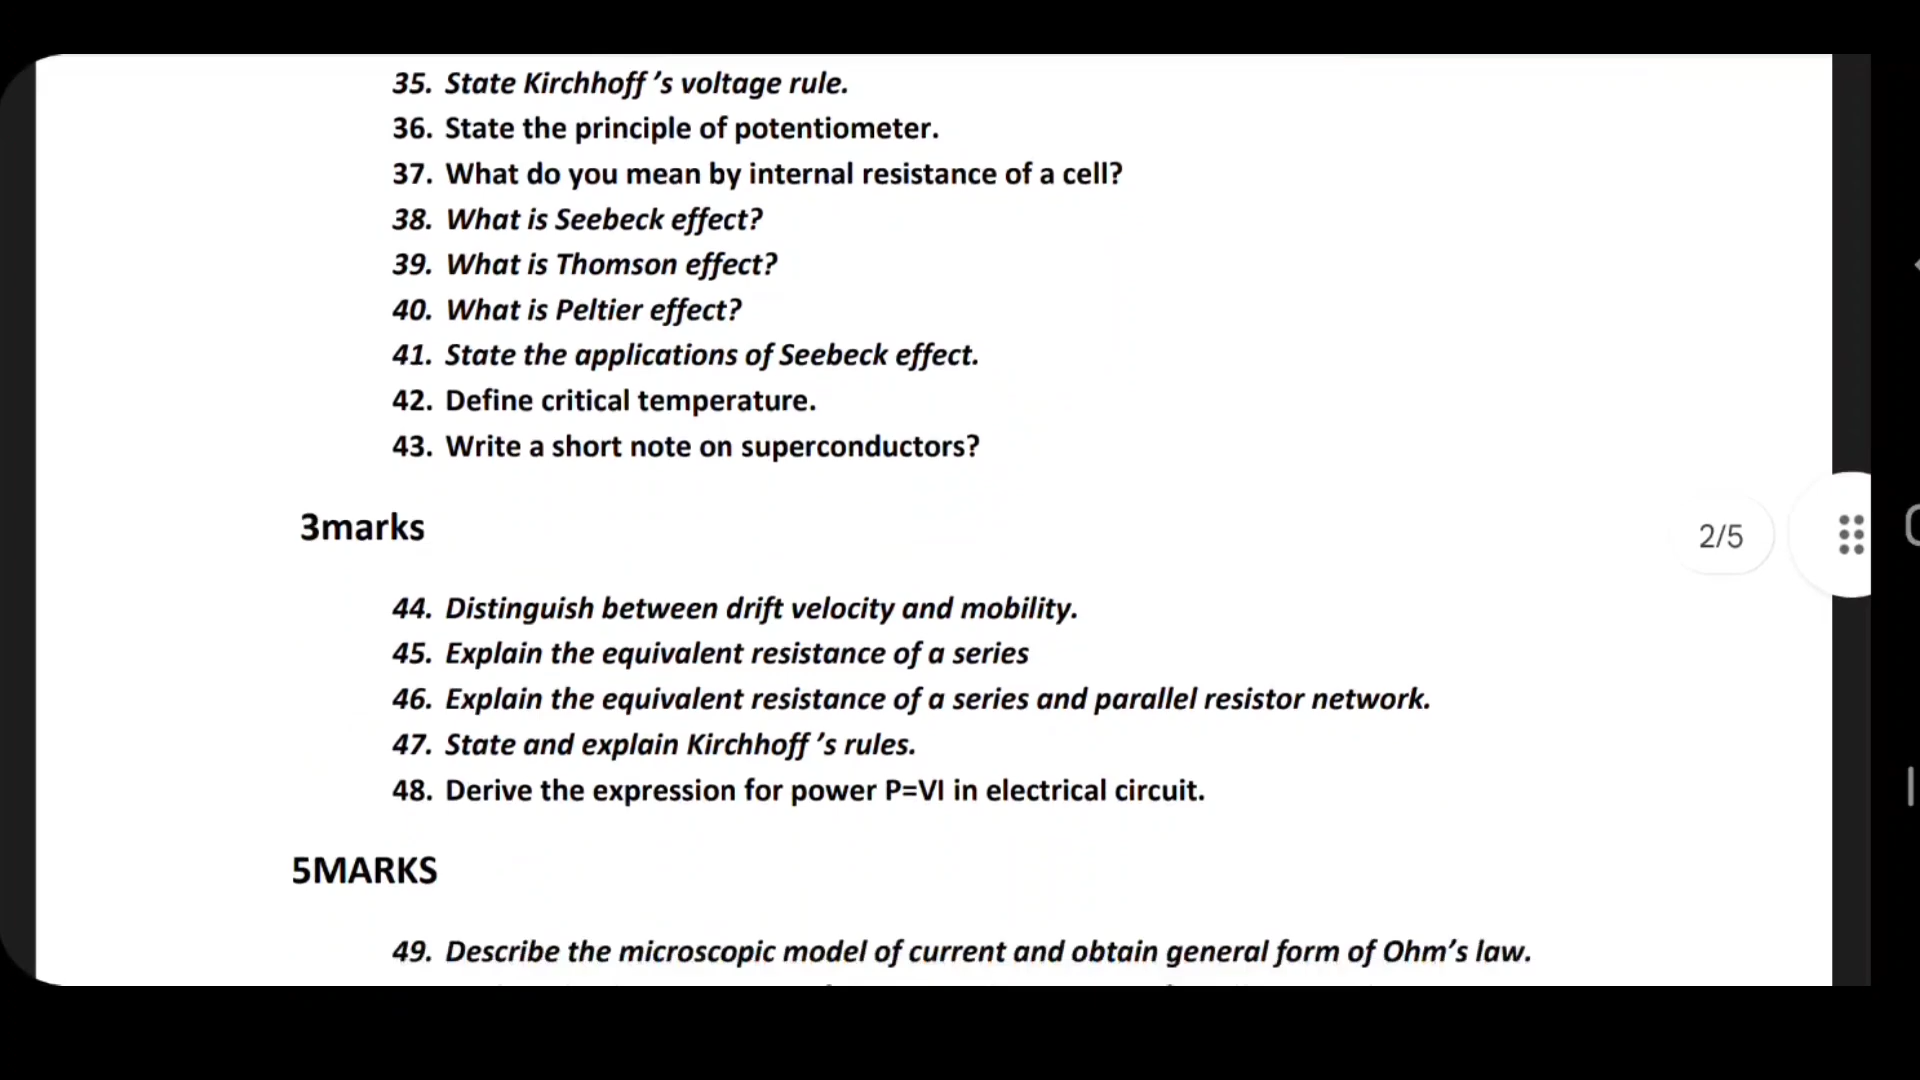 35. State Kirchhoff ’s voltage rule.
36. State the principle of potentiometer.
37. What do you mean by internal resistance of a cell?
38. What is Seebeck effect?
39. What is Thomson effect?
40. What is Peltier effect?
41. State the applications of Seebeck effect.
42. Define critical temperature.
43. Write a short note on superconductors?
3marks
2/5
44. Distinguish between drift velocity and mobility.
45. Explain the equivalent resistance of a series
46. Explain the equivalent resistance of a series and parallel resistor network.
47. State and explain Kirchhoff ’s rules.
48. Derive the expression for power P=VI in electrical circuit.
5MARKS
49. Describe the microscopic model of current and obtain general form of Ohm’s law.